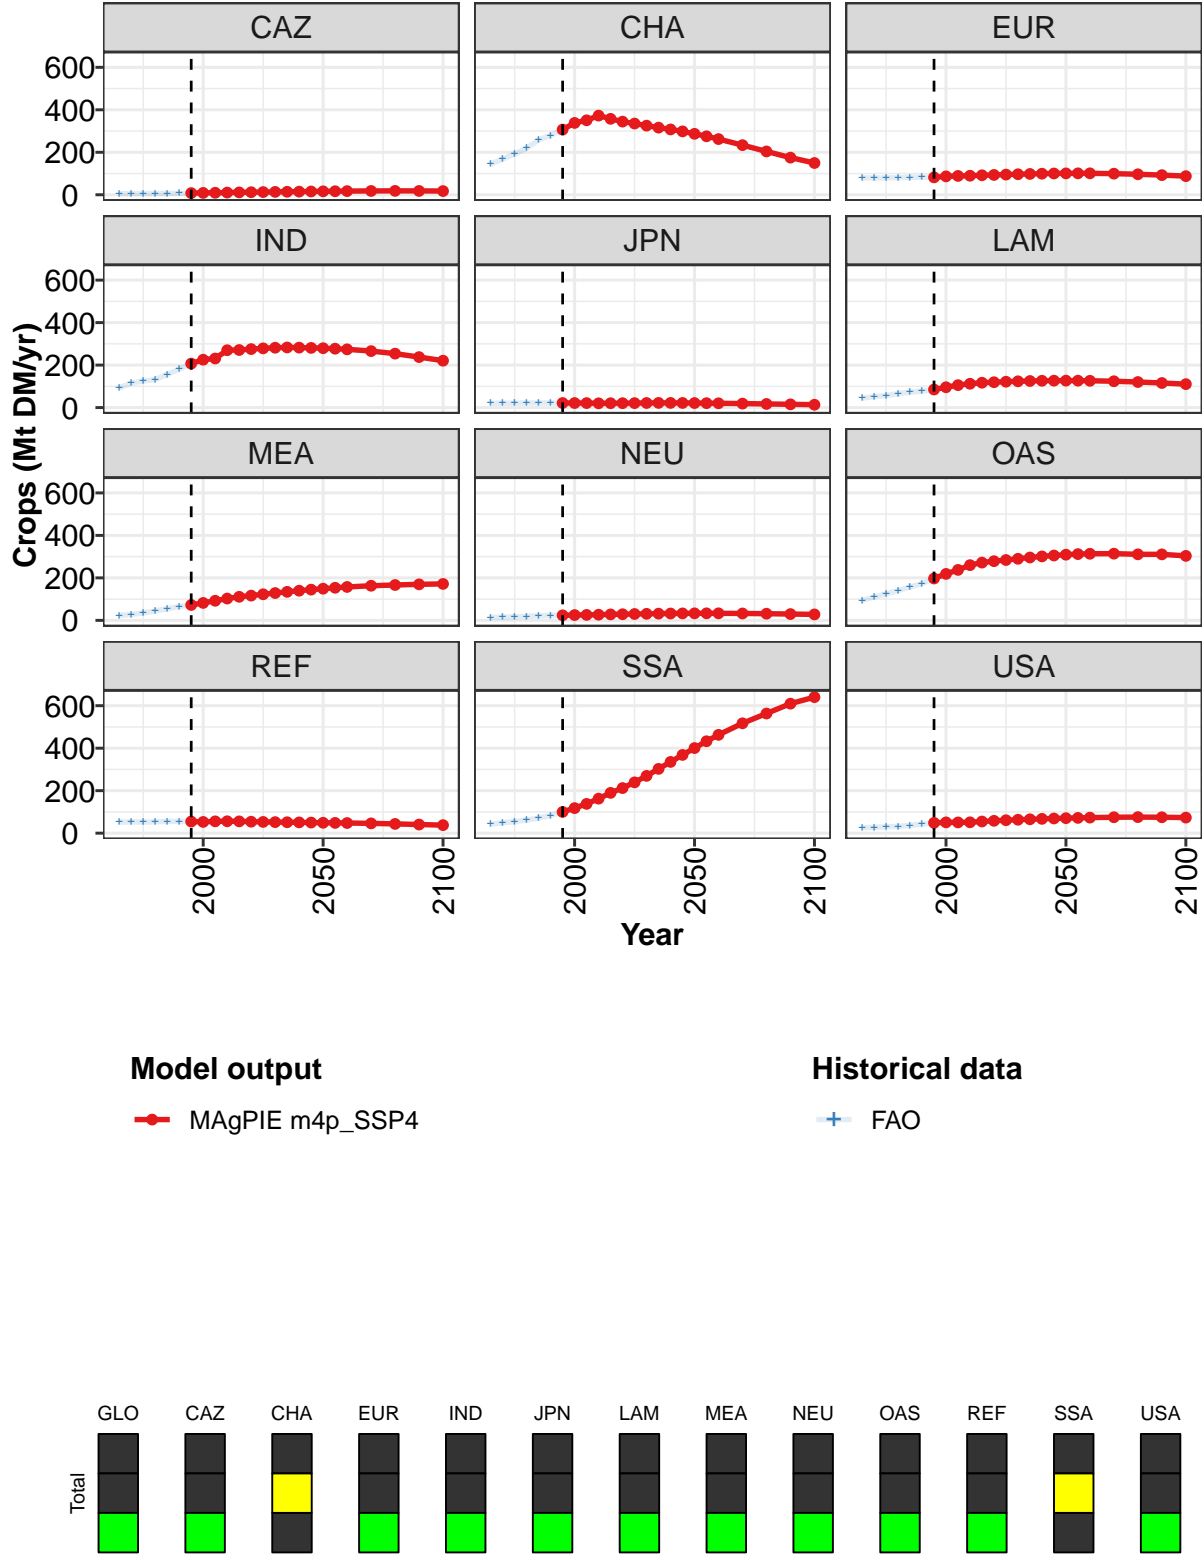 CAZ CHA EUR
600
400
200
0
IND JPN LAM
600
400
200
0
MEA NEU OAS
600
400
200
0
REF SSA USA
600
400
200
0
Crops (Mt DM/yr)
2000 2050 2100 2000 2050 2100 2000 2050 2100
Year
Model output Historical data
MAgPIE m4p_SSP4 FAO
GLO CAZ CHA EUR IND JPN LAM MEA NEU OAS REF SSA USA
Total